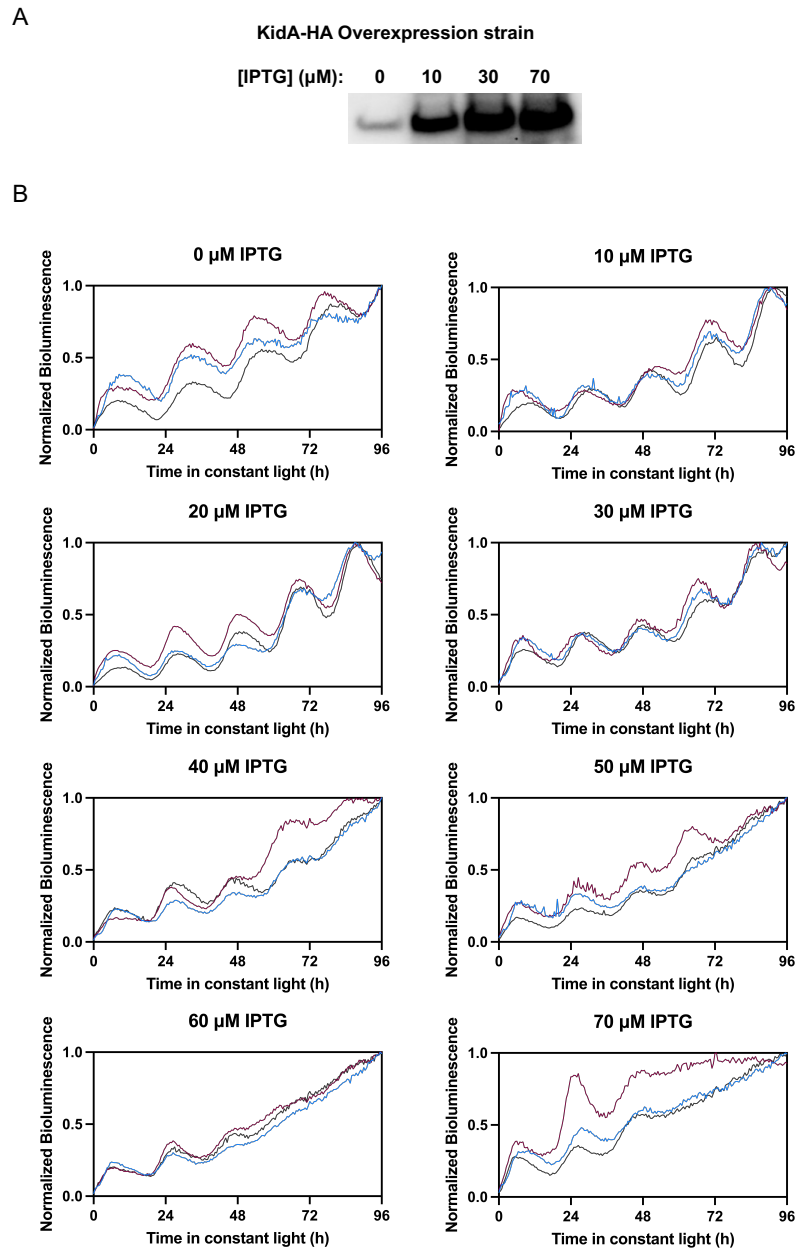 A
KidA-HA Overexpression strain
[IPTG] (µM): 0 10 30 70
B
0 µM IPTG
Normalized Bioluminescence
1.0
0.5
0.0
0 24 48 72 96
Time in constant light (h)
10 µM IPTG
Normalized Bioluminescence
1.0
0.5
0.0
0 24 48 72 96
Time in constant light (h)
20 µM IPTG
Normalized Bioluminescence
1.0
0.5
0.0
0 24 48 72 96
Time in constant light (h)
30 µM IPTG
Normalized Bioluminescence
1.0
0.5
0.0
0 24 48 72 96
Time in constant light (h)
40 µM IPTG
Normalized Bioluminescence
1.0
0.5
0.0
0 24 48 72 96
Time in constant light (h)
50 µM IPTG
Normalized Bioluminescence
1.0
0.5
0.0
0 24 48 72 96
Time in constant light (h)
60 µM IPTG
Normalized Bioluminescence
1.0
0.5
0.0
0 24 48 72 96
Time in constant light (h)
70 µM IPTG
Normalized Bioluminescence
1.0
0.5
0.0
0 24 48 72 96
Time in constant light (h)